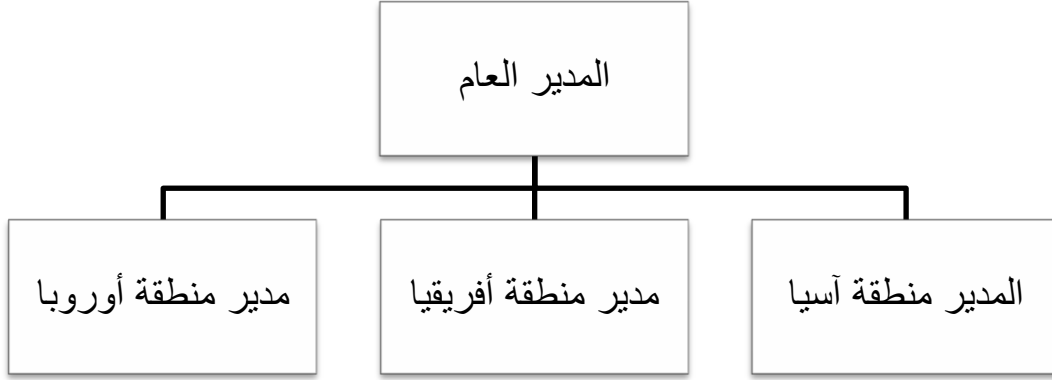 المدير العام
المدير منطقة آسيا
مدير منطقة أفريقيا
مدير منطقة أوروبا